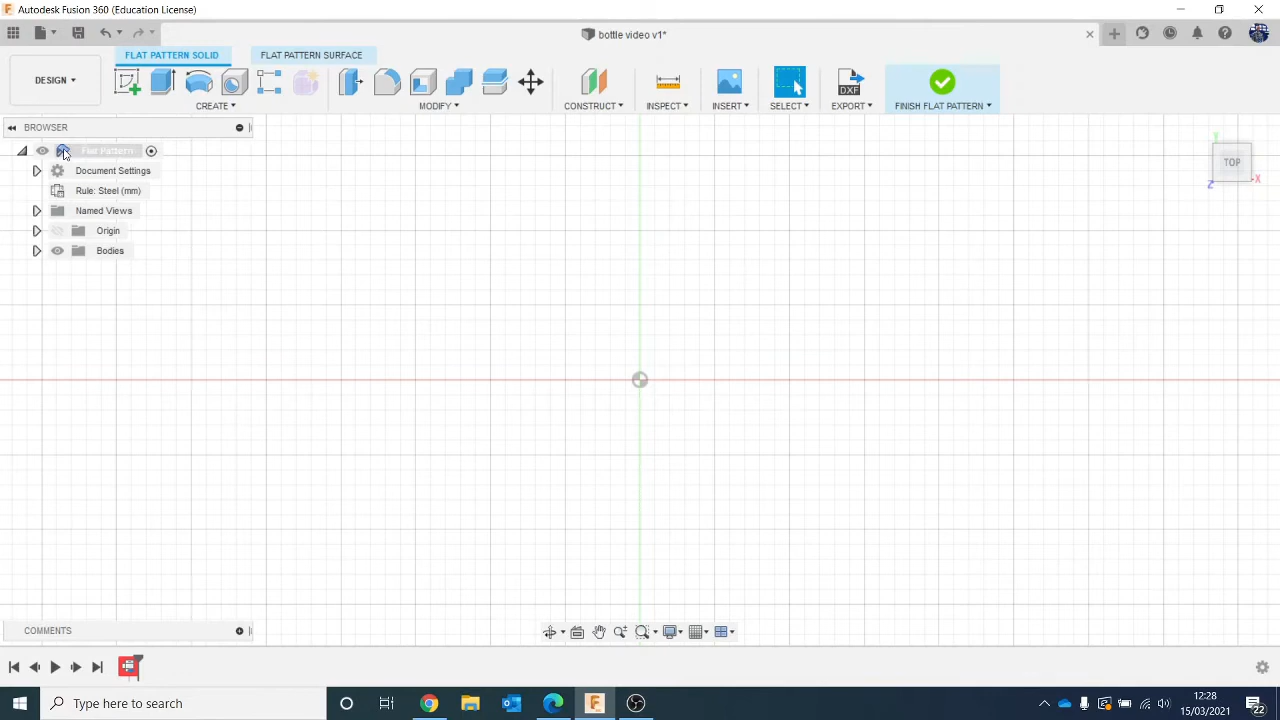 Autodesk Fusion 360 (Education License)
bottle video v1*
DESIGN
FLAT PATTERN SOLID
FLAT PATTERN SURFACE
CREATE
MODIFY
CONSTRUCT
INSPECT
INSERT
SELECT
DXF
EXPORT
FINISH FLAT PATTERN
BROWSER
Flat Pattern
Document Settings
Rule: Steel (mm)
Named Views
Origin
Bodies
TOP
Y
Z
X
COMMENTS
Type here to search
12:28
15/03/2021
22